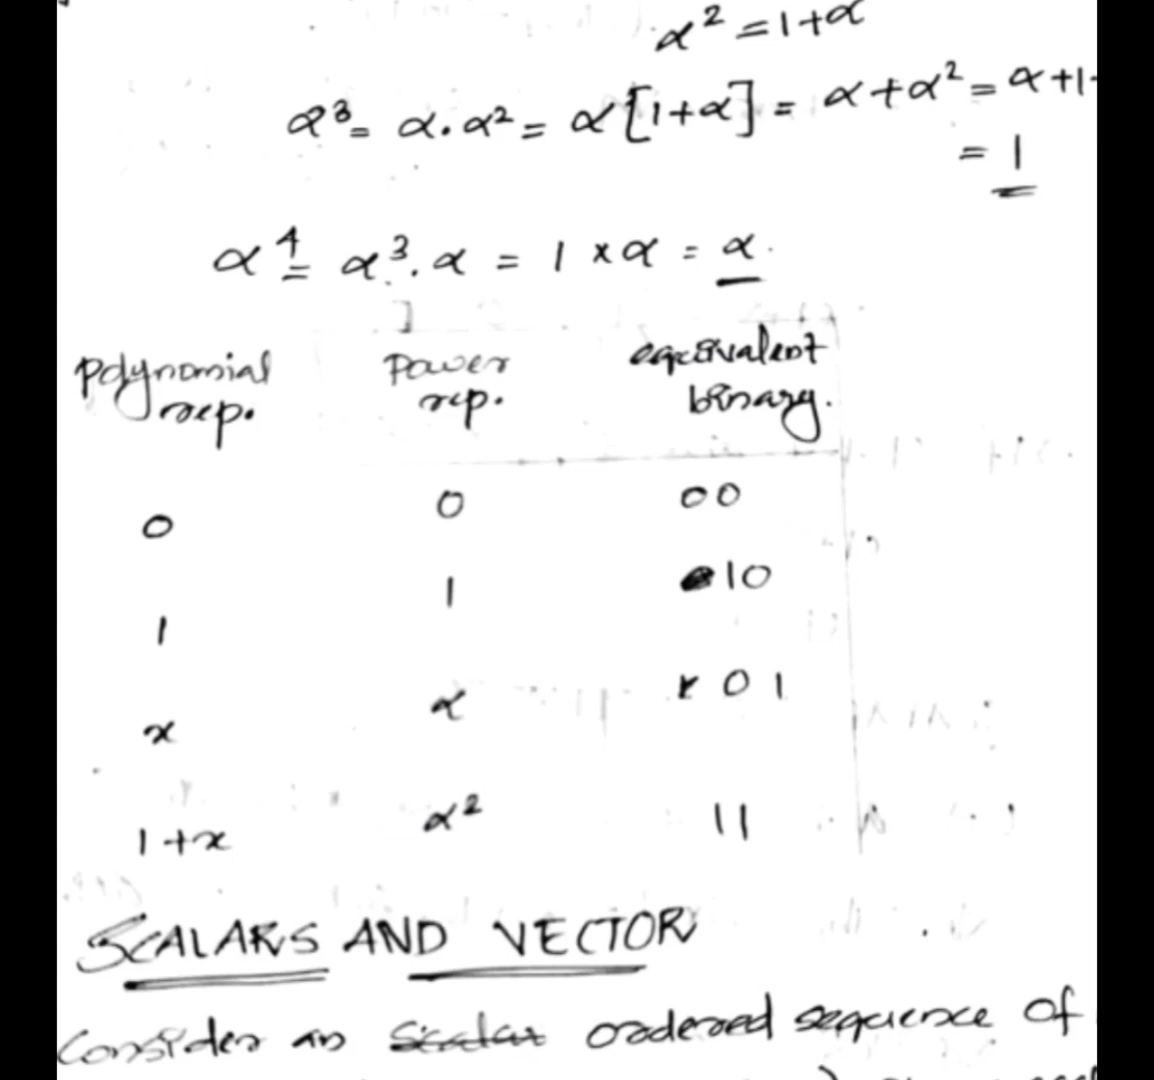 α² = 1+α
α³ = α.α² = α[1+α] = α+α² = α+1
= 1
α⁴ = α³.α = 1 × α = α
polynomial rep. Power rep. equivalent binary.
0 0 00
1 1 10
x α 01
1+x α² 11
SCALARS AND VECTOR
Consider an scalar ordered sequence of